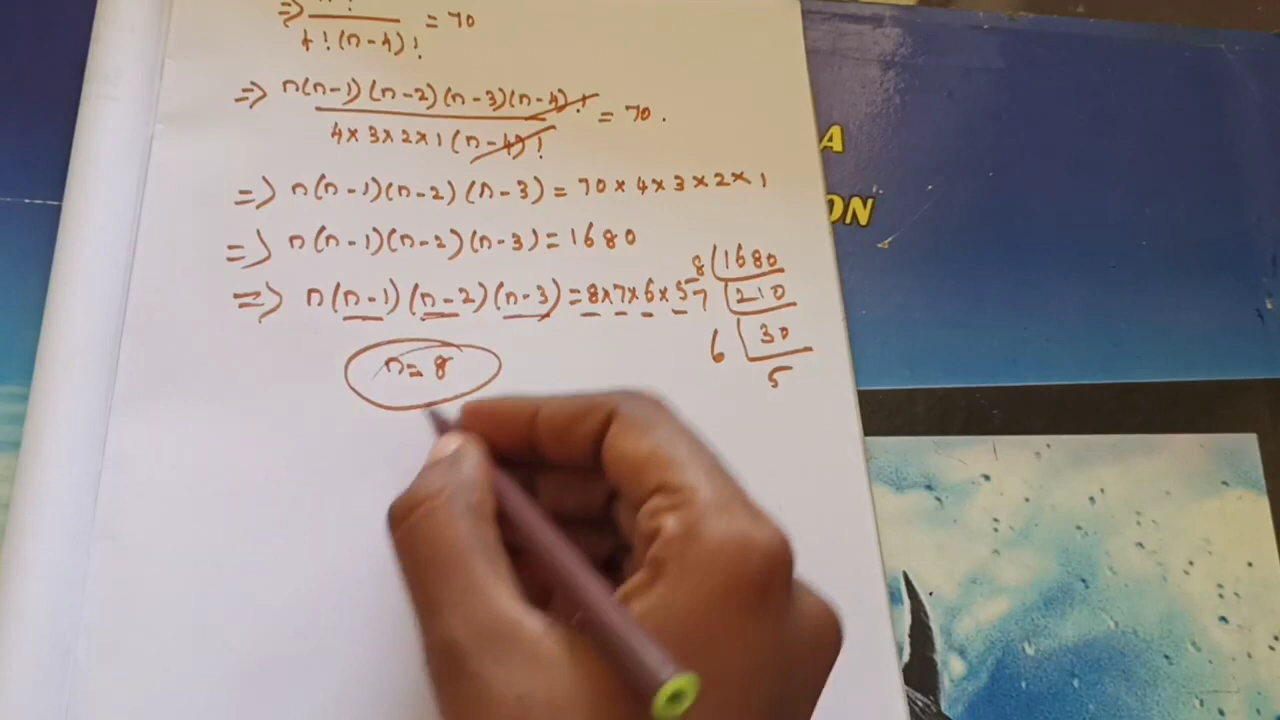 => n! / 4!(n-4)! = 70
=> n(n-1)(n-2)(n-3)(n-4)! / 4×3×2×1(n-4)! = 70.
=> n(n-1)(n-2)(n-3) = 70×4×3×2×1
=> n(n-1)(n-2)(n-3) = 1680
=> n(n-1)(n-2)(n-3) = 8×7×6×5
8 1680
7 210
6 30
5
n = 8
A
ON